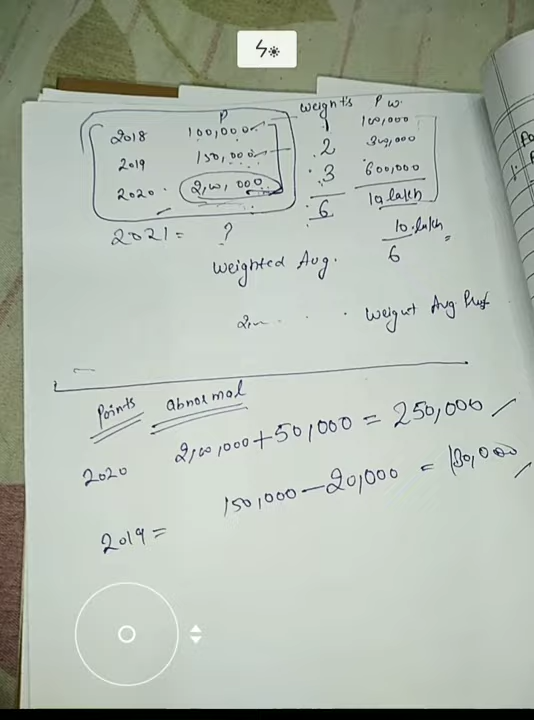 P weight's P w.
2018 100,000 1 100,000
2019 150,000 2 300,000
2020 2,00,000 3 600,000
6 10 lakh
2021 = ? 10 lakh
6 =
Weighted Avg.
Weight Avg Profit
Points abnormal
2020 2,00,000 + 50,000 = 250,000
2019 = 150,000 - 20,000 = 130,000